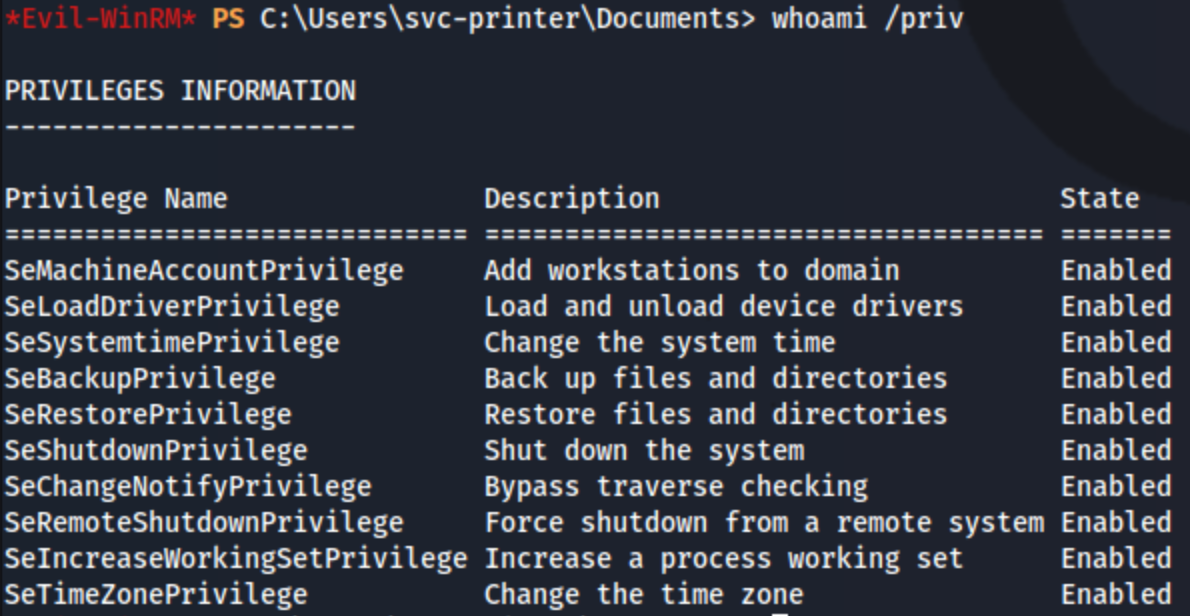 *Evil-WinRM* PS C:\Users\svc-printer\Documents> whoami /priv
PRIVILEGES INFORMATION
----------------------
Privilege Name                Description                         State
============================= =================================== =======
SeMachineAccountPrivilege     Add workstations to domain          Enabled
SeLoadDriverPrivilege         Load and unload device drivers      Enabled
SeSystemtimePrivilege         Change the system time              Enabled
SeBackupPrivilege             Back up files and directories       Enabled
SeRestorePrivilege            Restore files and directories       Enabled
SeShutdownPrivilege           Shut down the system                Enabled
SeChangeNotifyPrivilege       Bypass traverse checking            Enabled
SeRemoteShutdownPrivilege     Force shutdown from a remote system Enabled
SeIncreaseWorkingSetPrivilege Increase a process working set      Enabled
SeTimeZonePrivilege           Change the time zone                Enabled